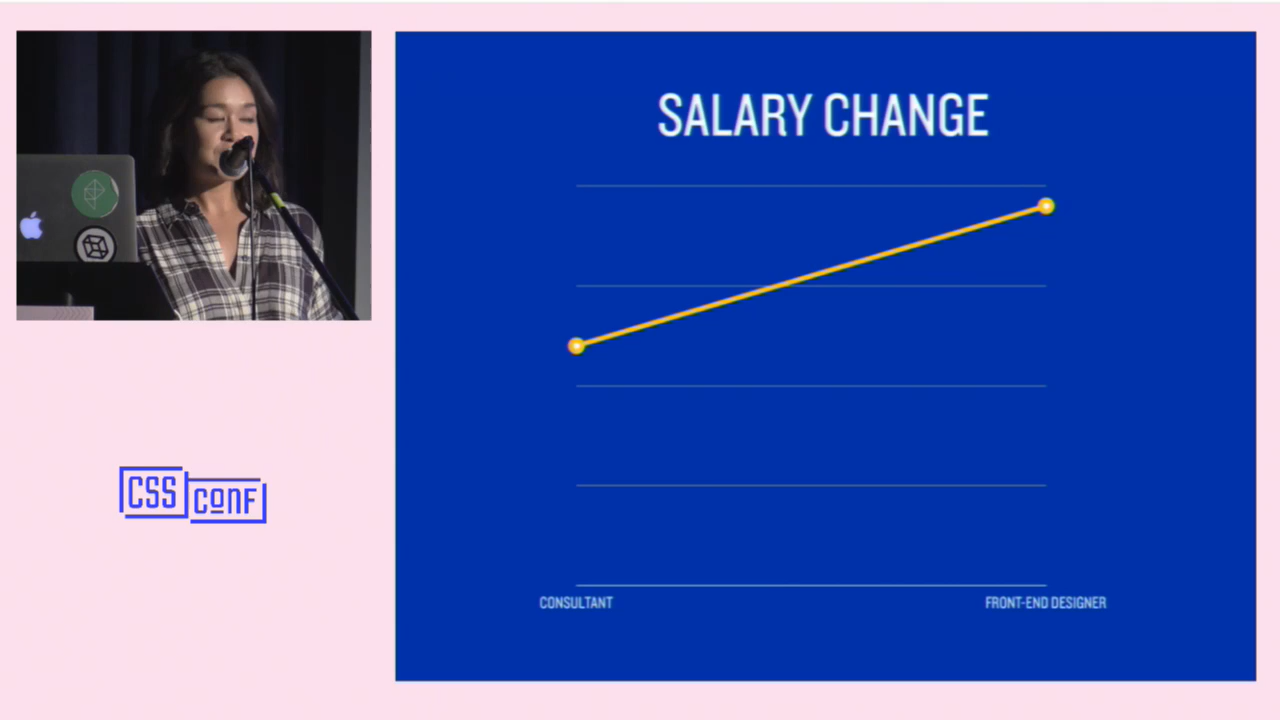 SALARY CHANGE
CONSULTANT
FRONT-END DESIGNER
CSS
CONF